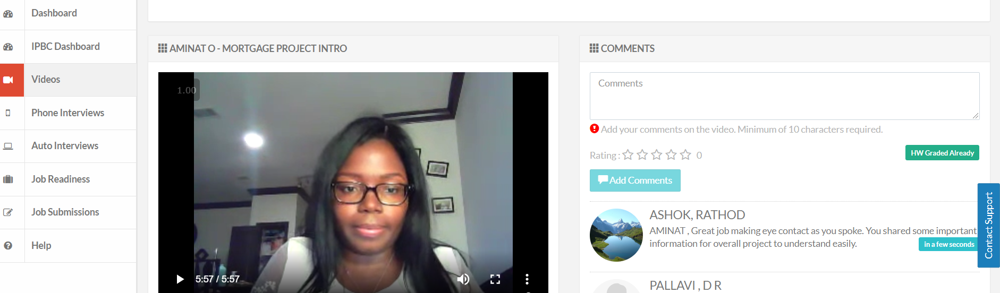 Dashboard
IPBC Dashboard
Videos
Phone Interviews
Auto Interviews
Job Readiness
Job Submissions
Help
AMINAT O - MORTGAGE PROJECT INTRO
1.00
5:57 / 5:57
COMMENTS
Comments
Add your comments on the video. Minimum of 10 characters required.
Rating : 0
HW Graded Already
Add Comments
ASHOK, RATHOD
AMINAT , Great job making eye contact as you spoke. You shared some important
information for overall project to understand easily.
in a few seconds
PALLAVI , D R
Contact Support